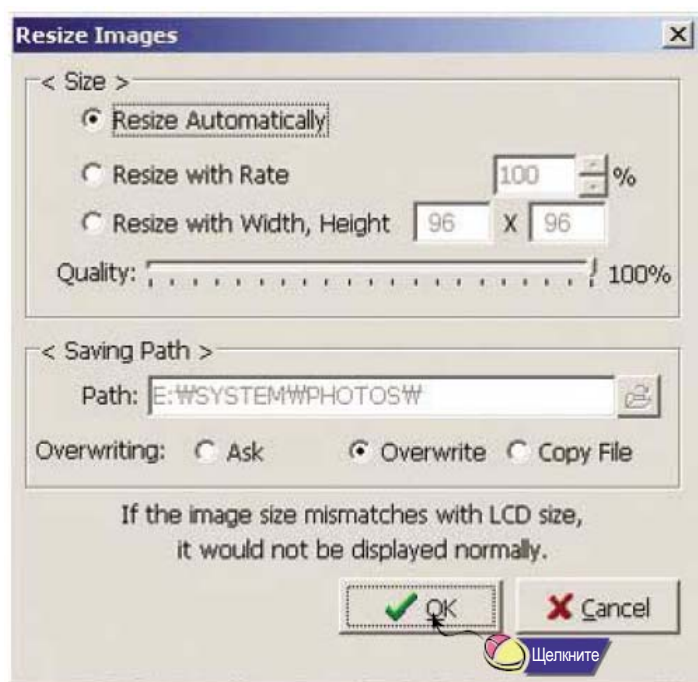 Resize Images
< Size >
Resize Automatically
Resize with Rate 100 %
Resize with Width, Height 96 X 96
Quality: 100%
< Saving Path >
Path: E:₩SYSTEM₩PHOTOS₩
Overwriting: Ask Overwrite Copy File
If the image size mismatches with LCD size,
it would not be displayed normally.
OK Cancel
Щелкните